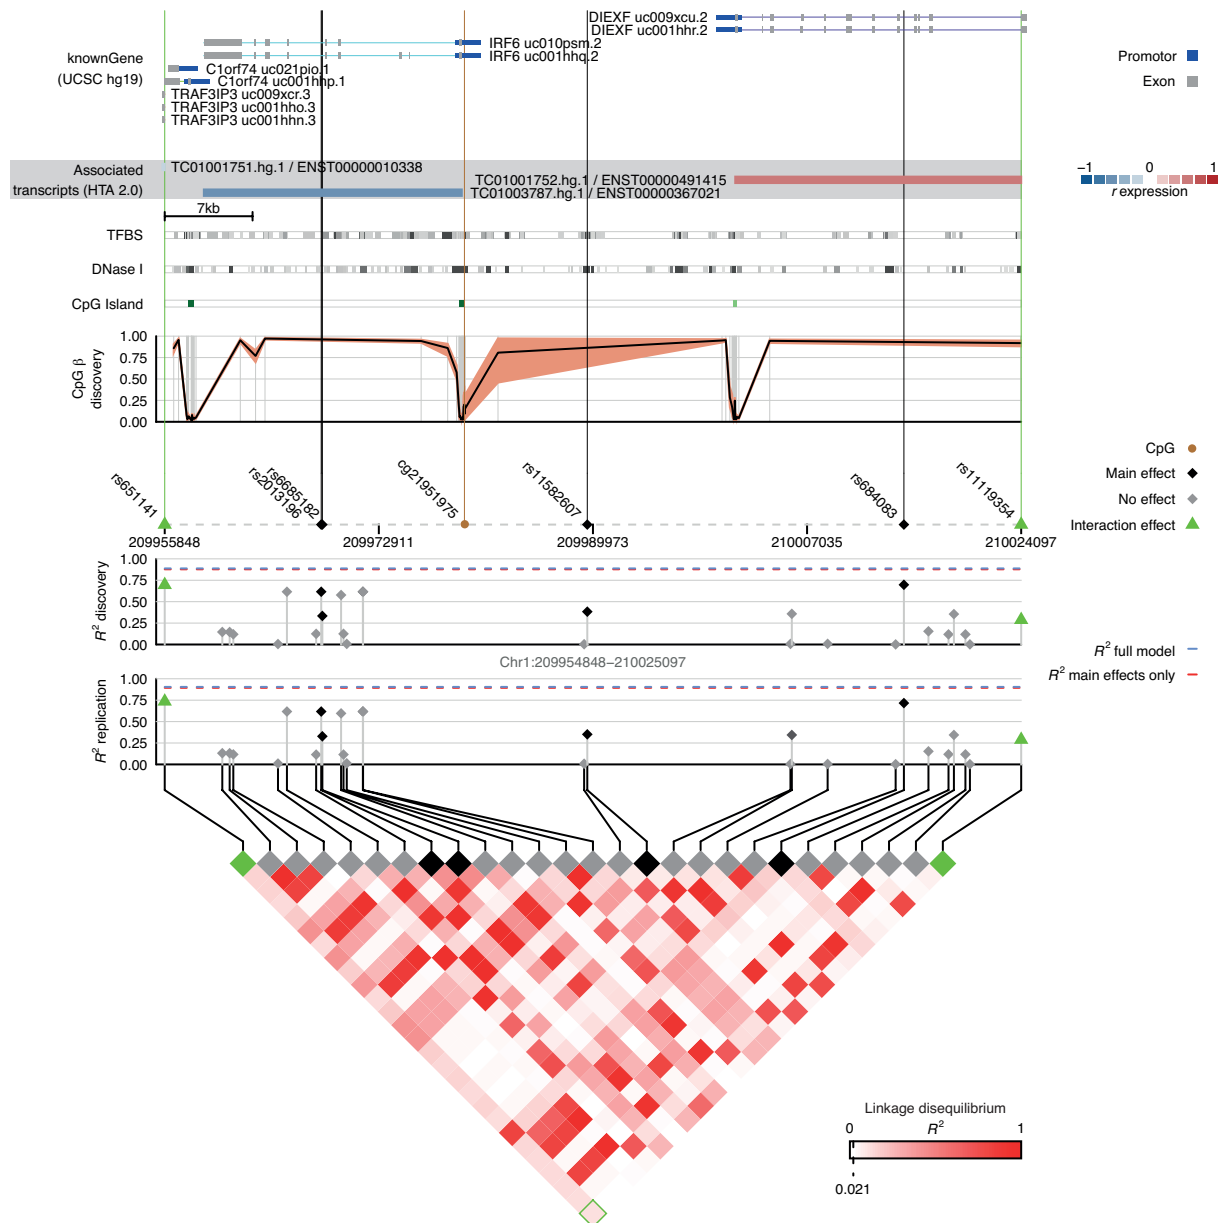 DIEXF uc009xcu.2
DIEXF uc001hhr.2
knownGene
(UCSC hg19)
IRF6 uc010psm.2
IRF6 uc001hhq.2
C1orf74 uc021pio.1
C1orf74 uc001hhp.1
TRAF3IP3 uc009xcr.3
TRAF3IP3 uc001hho.3
TRAF3IP3 uc001hhn.3
Promotor
Exon
Associated
transcripts (HTA 2.0)
TC01001751.hg.1 / ENST00000010338
TC01001752.hg.1 / ENST00000491415
TC01003787.hg.1 / ENST00000367021
−1 0 1
r expression
7kb
TFBS
DNase I
CpG Island
CpG β
discovery
1.00
0.75
0.50
0.25
0.00
rs651141
rs2013196
rs6685182
cg21951975
rs11582607
rs684083
rs11119354
CpG
Main effect
No effect
Interaction effect
209955848 209972911 209989973 210007035 210024097
R² discovery
1.00
0.75
0.50
0.25
0.00
Chr1:209954848−210025097
R² full model
R² main effects only
R² replication
1.00
0.75
0.50
0.25
0.00
Linkage disequilibrium
0 R² 1
0.021